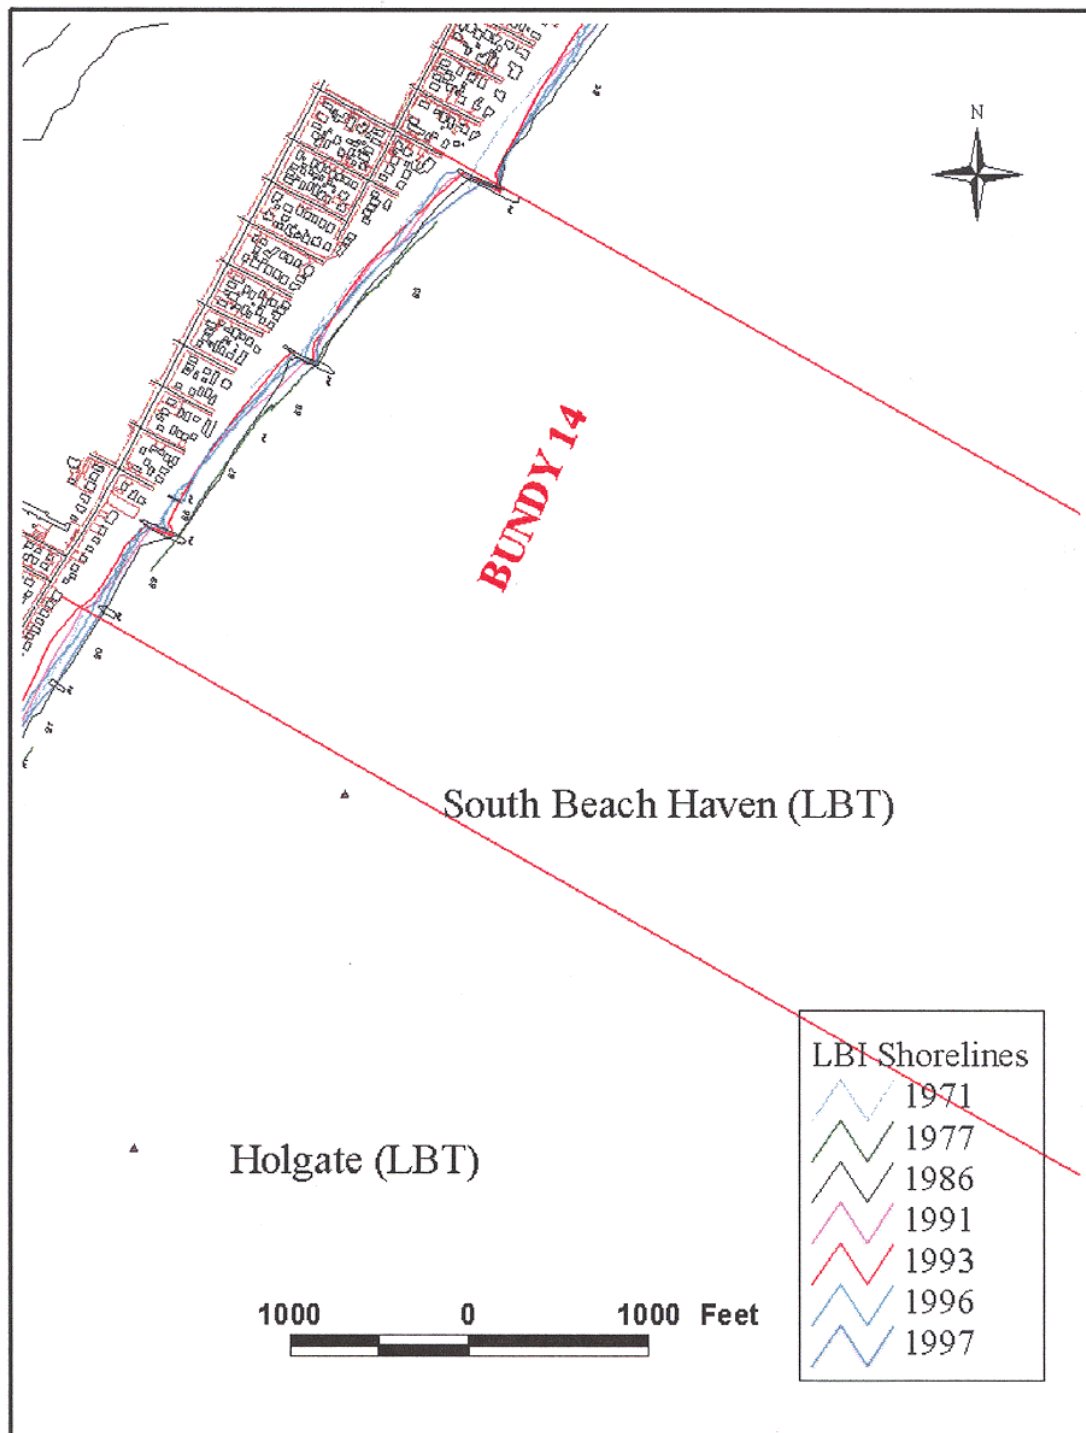 N
BUNDY 14
South Beach Haven (LBT)
Holgate (LBT)
LBI Shorelines
1971
1977
1986
1991
1993
1996
1997
1000 0 1000 Feet